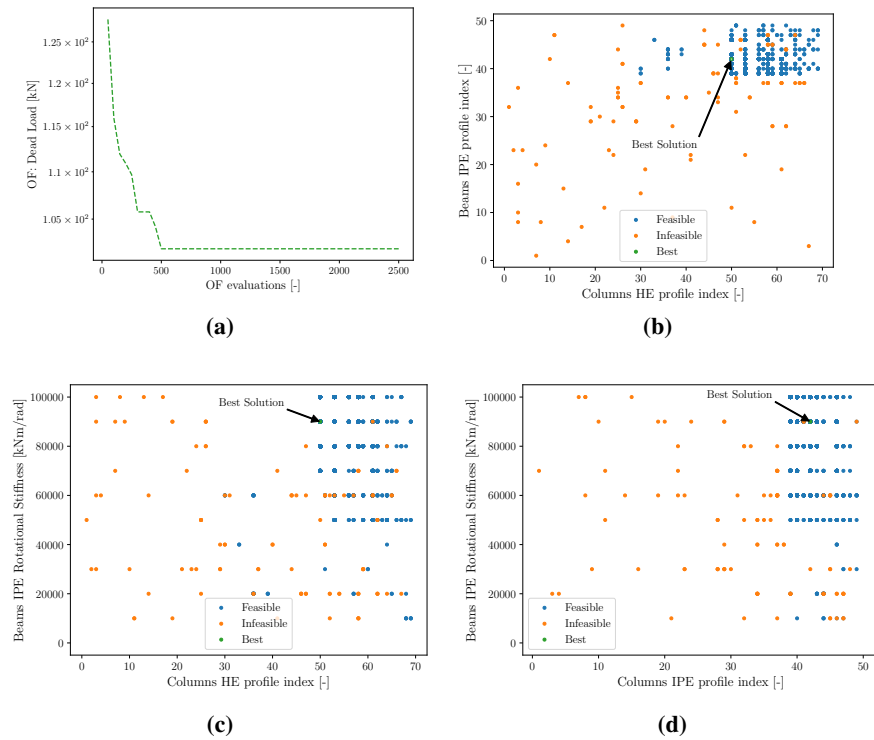 1.25 × 10²
1.2 × 10²
1.15 × 10²
1.1 × 10²
1.05 × 10²
OF: Dead Load [kN]
0 500 1000 1500 2000 2500
OF evaluations [-]
(a)
50
40
30
20
10
0
Beams IPE profile index [-]
Best Solution
Feasible
Infeasible
Best
0 10 20 30 40 50 60 70
Columns HE profile index [-]
(b)
100000
80000
60000
40000
20000
0
Beams IPE Rotational Stiffness [kNm/rad]
Best Solution
Feasible
Infeasible
Best
0 10 20 30 40 50 60 70
Columns HE profile index [-]
(c)
100000
80000
60000
40000
20000
0
Beams IPE Rotational Stiffness [kNm/rad]
Best Solution
Feasible
Infeasible
Best
0 10 20 30 40 50
Columns IPE profile index [-]
(d)